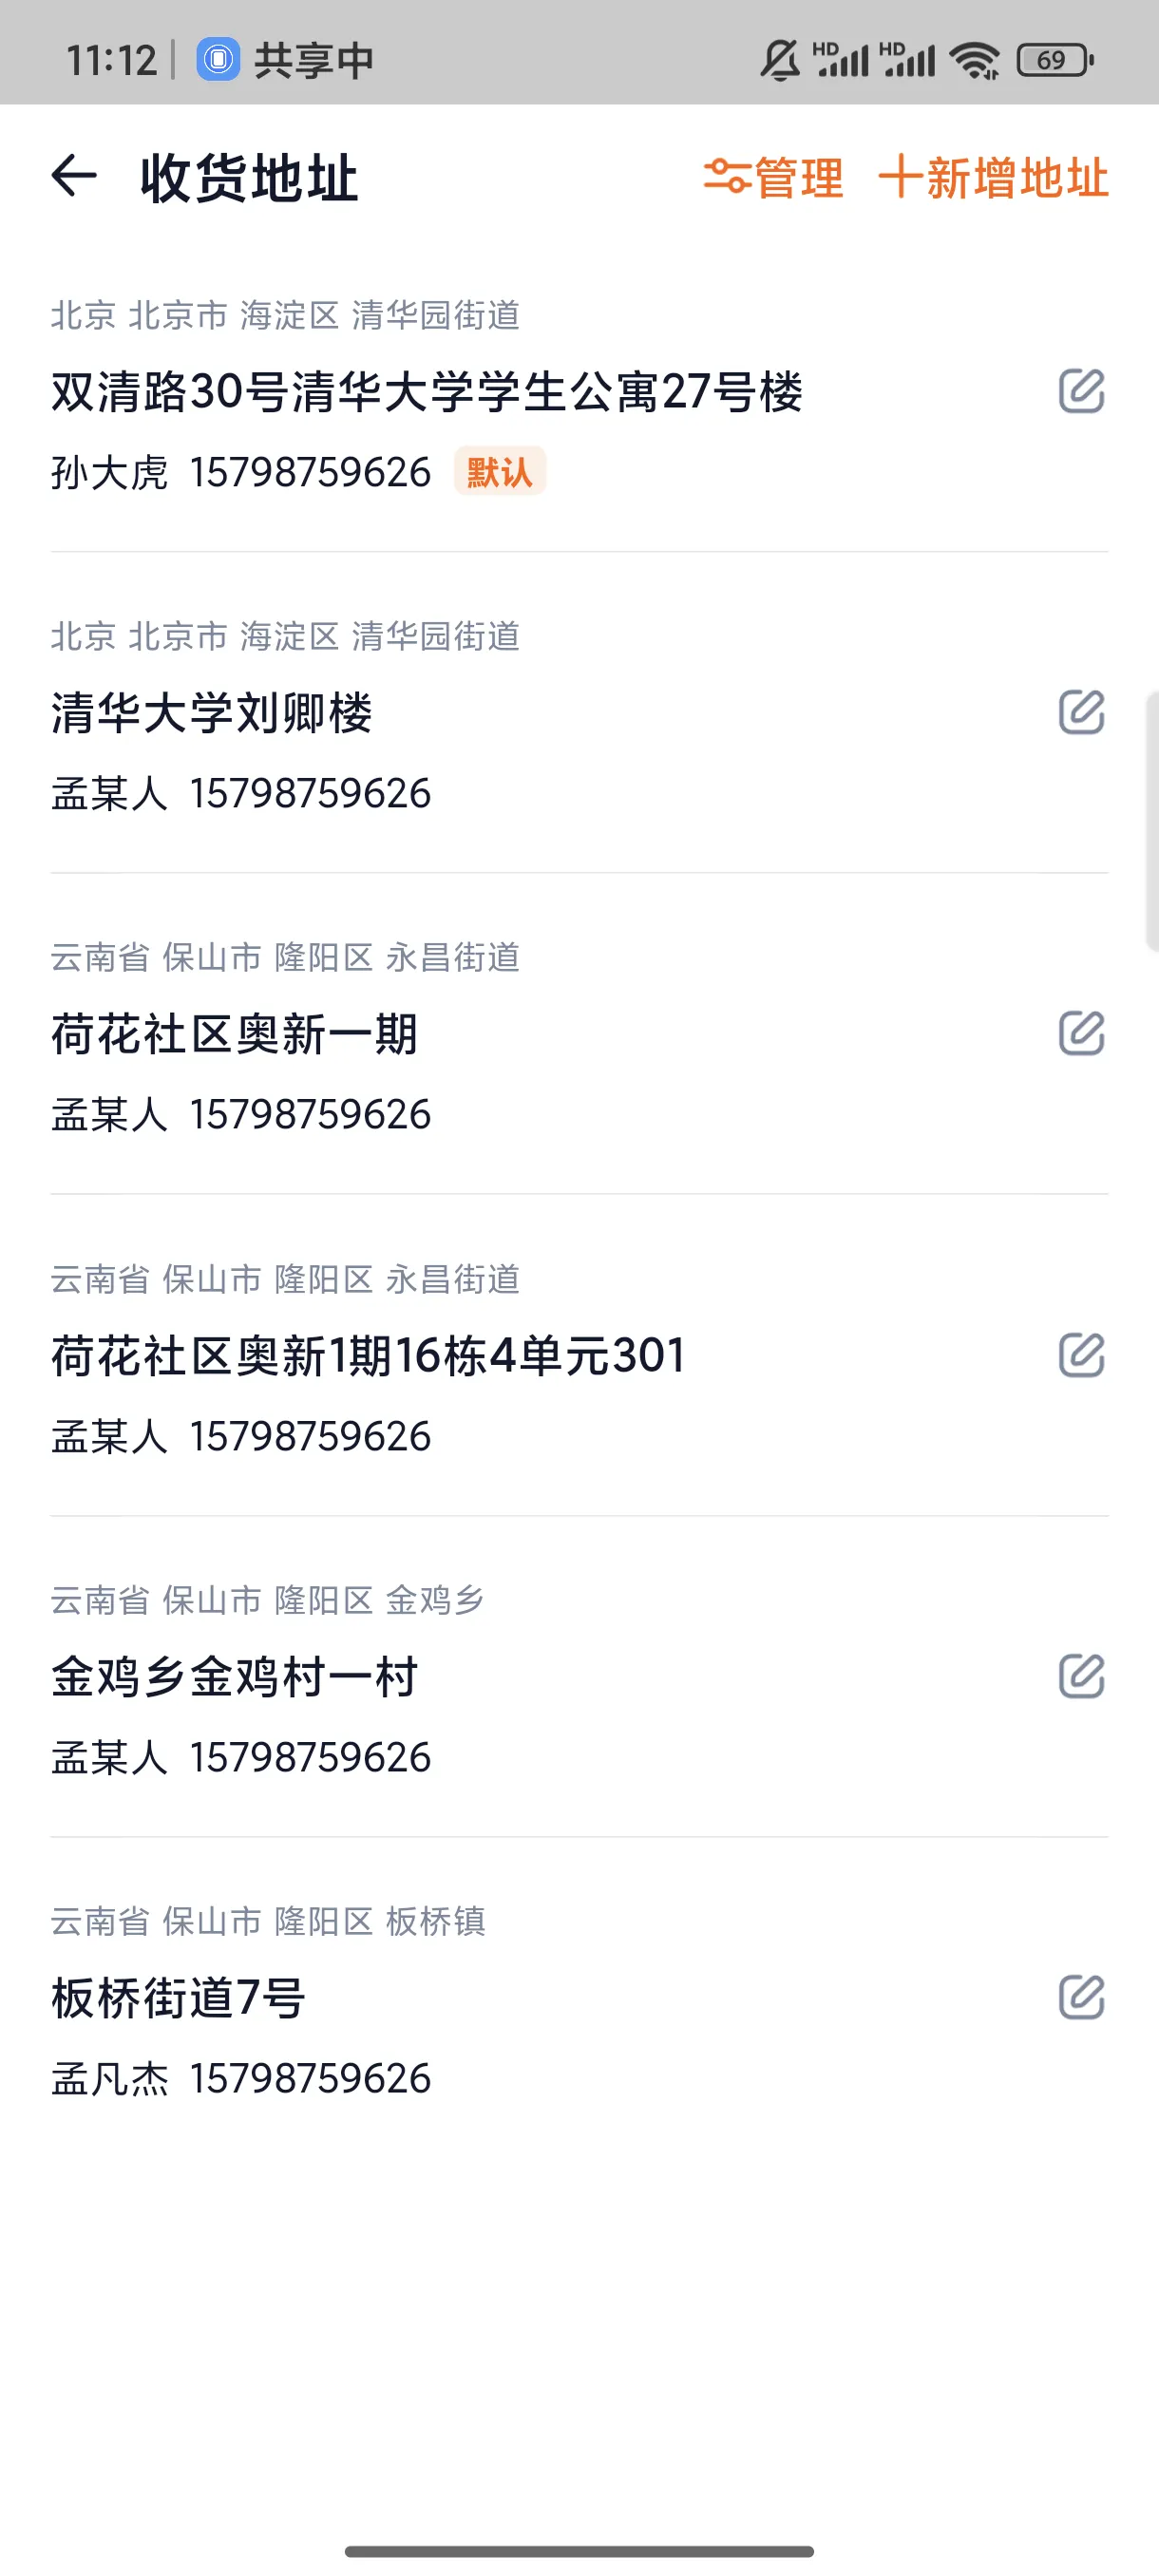 11:12 共享中 HD HD 69
收货地址 管理 新增地址
北京 北京市 海淀区 清华园街道
双清路30号清华大学学生公寓27号楼
孙大虎 15798759626 默认
北京 北京市 海淀区 清华园街道
清华大学刘卿楼
孟某人 15798759626
云南省 保山市 隆阳区 永昌街道
荷花社区奥新一期
孟某人 15798759626
云南省 保山市 隆阳区 永昌街道
荷花社区奥新1期16栋4单元301
孟某人 15798759626
云南省 保山市 隆阳区 金鸡乡
金鸡乡金鸡村一村
孟某人 15798759626
云南省 保山市 隆阳区 板桥镇
板桥街道7号
孟凡杰 15798759626